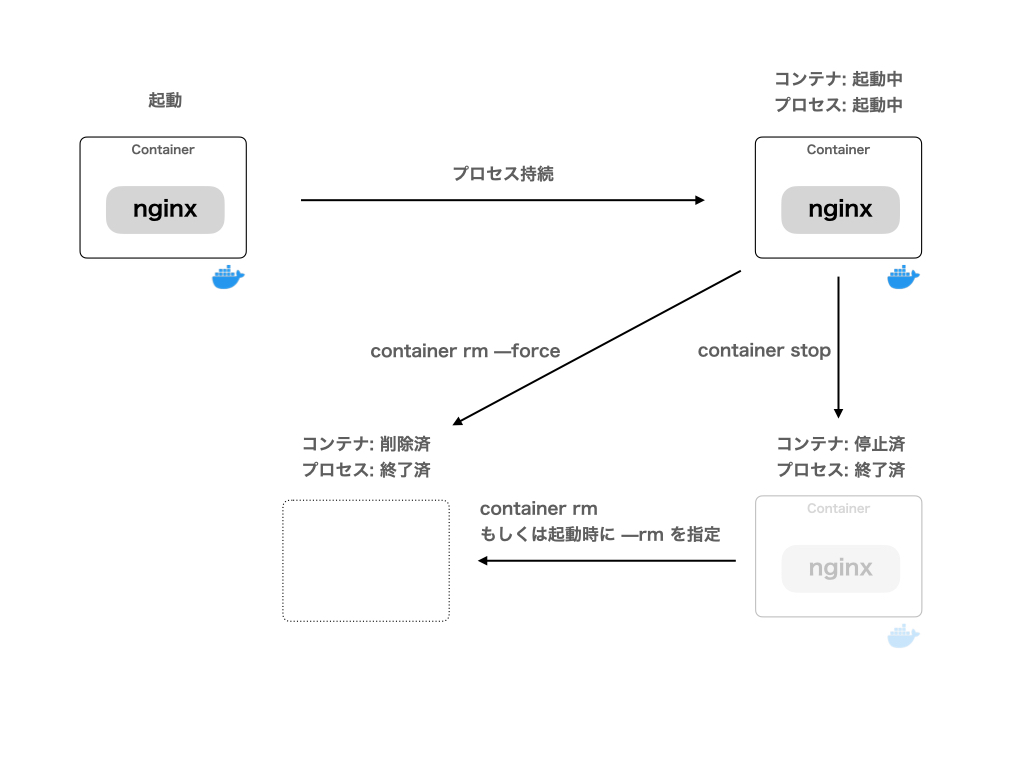 起動
コンテナ: 起動中
プロセス: 起動中
Container
nginx
プロセス持続
Container
nginx
container rm —force
container stop
コンテナ: 削除済
プロセス: 終了済
コンテナ: 停止済
プロセス: 終了済
container rm
もしくは起動時に —rm を指定
Container
nginx